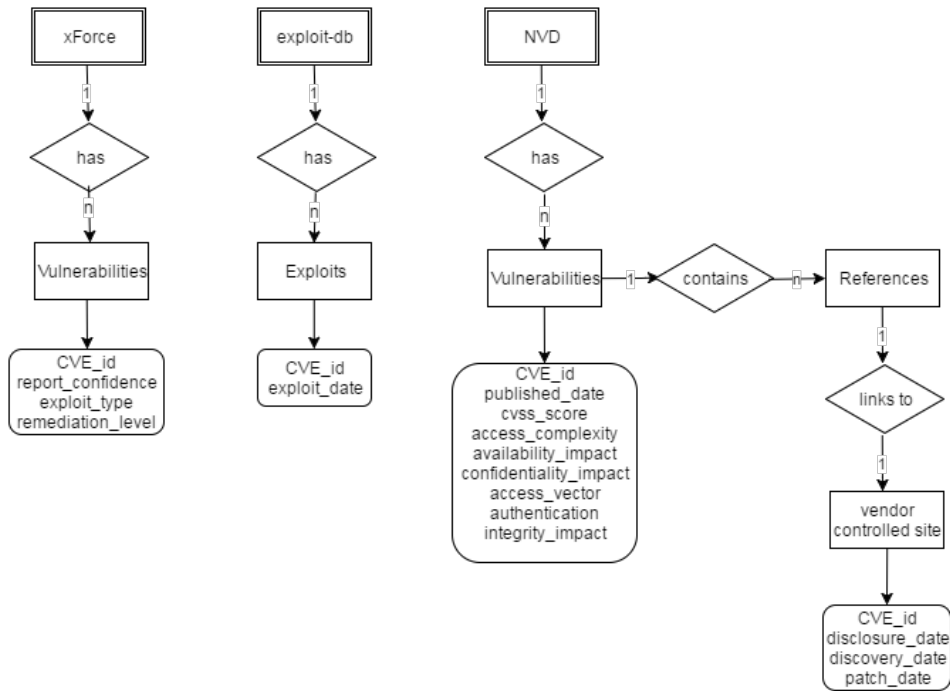 xForce
1
has
n
Vulnerabilities
CVE_id
report_confidence
exploit_type
remediation_level
exploit-db
1
has
n
Exploits
CVE_id
exploit_date
NVD
1
has
n
Vulnerabilities
1
contains
n
References
CVE_id
published_date
cvss_score
access_complexity
availability_impact
confidentiality_impact
access_vector
authentication
integrity_impact
1
links to
1
vendor
controlled site
CVE_id
disclosure_date
discovery_date
patch_date